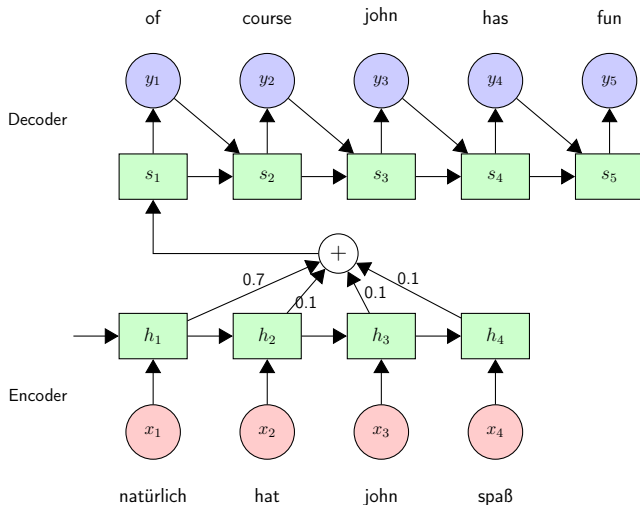 of course john has fun
y₁ y₂ y₃ y₄ y₅
Decoder
s₁ s₂ s₃ s₄ s₅
+
0.7 0.1 0.1 0.1
h₁ h₂ h₃ h₄
Encoder
x₁ x₂ x₃ x₄
natürlich hat john spaß